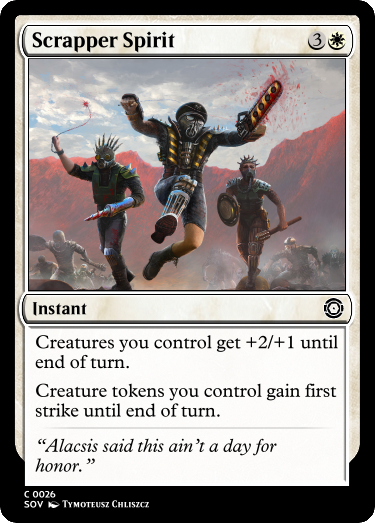 Scrapper Spirit 3
Instant
Creatures you control get +2/+1 until
end of turn.
Creature tokens you control gain first
strike until end of turn.
“Alacsis said this ain't a day for
honor.”
C 0026
SOV Tymoteusz Chliszcz